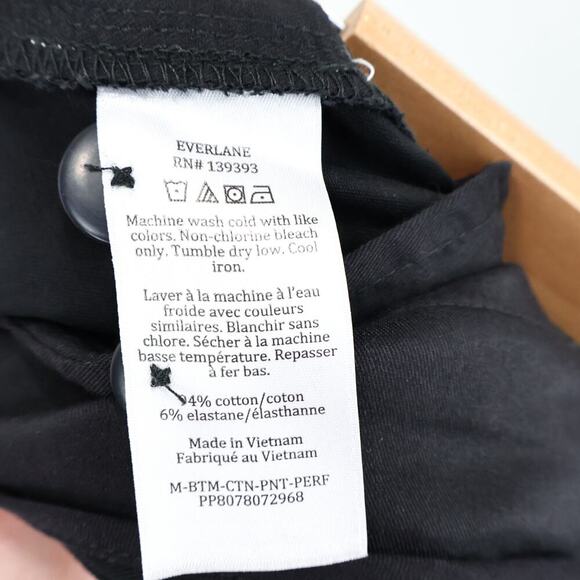 EVERLANE
RN# 139393
Machine wash cold with like
colors. Non-chlorine bleach
only. Tumble dry low. Cool
iron.
Laver à la machine à l'eau
froide avec couleurs
similaires. Blanchir sans
chlore. Sécher à la machine
basse température. Repasser
à fer bas.
94% cotton/coton
6% elastane/élasthanne
Made in Vietnam
Fabriqué au Vietnam
M-BTM-CTN-PNT-PERF
PP8078072968